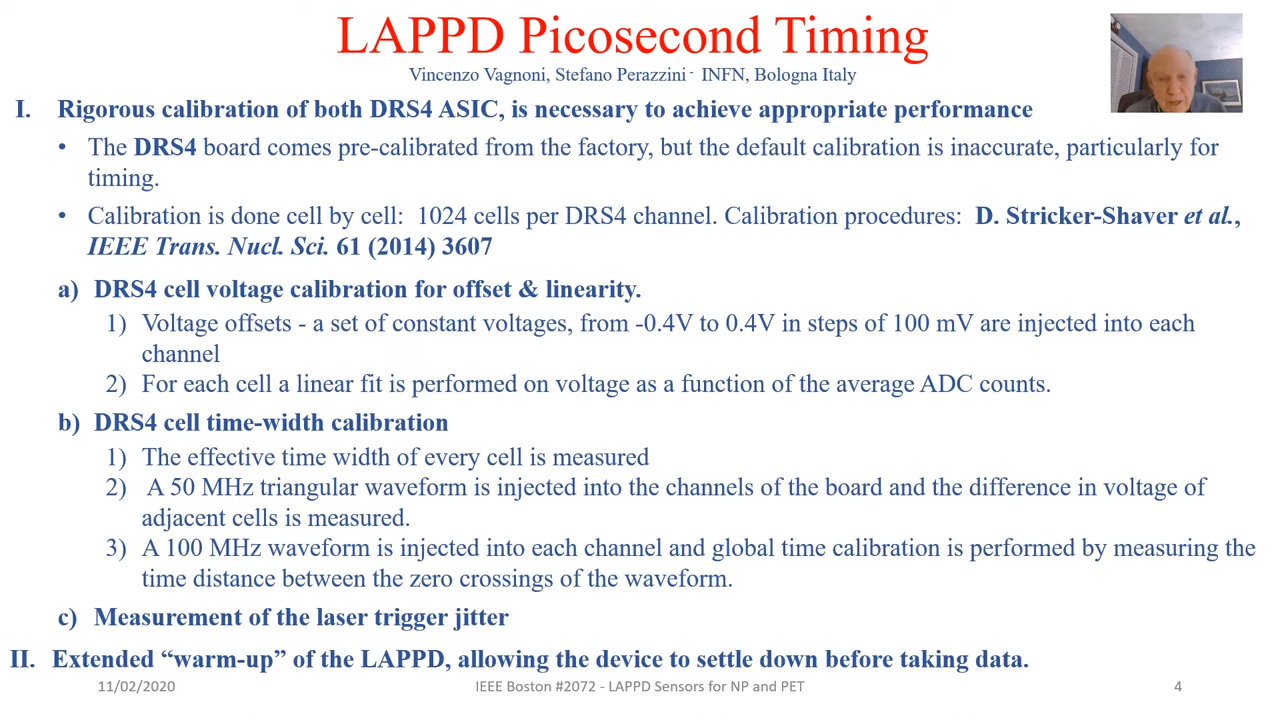 LAPPD Picosecond Timing
Vincenzo Vagnoni, Stefano Perazzini - INFN, Bologna Italy
I. Rigorous calibration of both DRS4 ASIC, is necessary to achieve appropriate performance
• The DRS4 board comes pre-calibrated from the factory, but the default calibration is inaccurate, particularly for
timing.
• Calibration is done cell by cell: 1024 cells per DRS4 channel. Calibration procedures: D. Stricker-Shaver et al.,
IEEE Trans. Nucl. Sci. 61 (2014) 3607
a) DRS4 cell voltage calibration for offset & linearity.
1) Voltage offsets - a set of constant voltages, from -0.4V to 0.4V in steps of 100 mV are injected into each
channel
2) For each cell a linear fit is performed on voltage as a function of the average ADC counts.
b) DRS4 cell time-width calibration
1) The effective time width of every cell is measured
2) A 50 MHz triangular waveform is injected into the channels of the board and the difference in voltage of
adjacent cells is measured.
3) A 100 MHz waveform is injected into each channel and global time calibration is performed by measuring the
time distance between the zero crossings of the waveform.
c) Measurement of the laser trigger jitter
II. Extended “warm-up” of the LAPPD, allowing the device to settle down before taking data.
11/02/2020 IEEE Boston #2072 - LAPPD Sensors for NP and PET 4